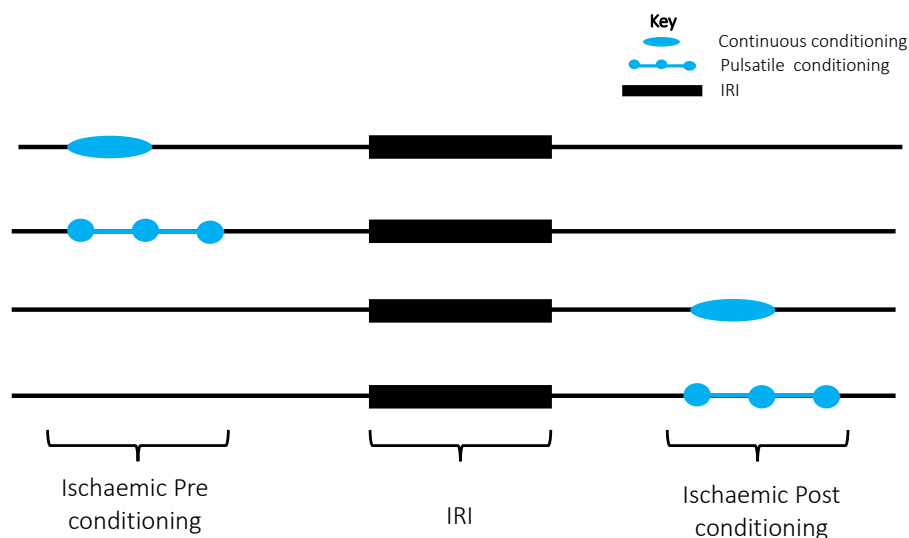 Key
Continuous conditioning
Pulsatile conditioning
IRI
Ischaemic Pre
conditioning
IRI
Ischaemic Post
conditioning